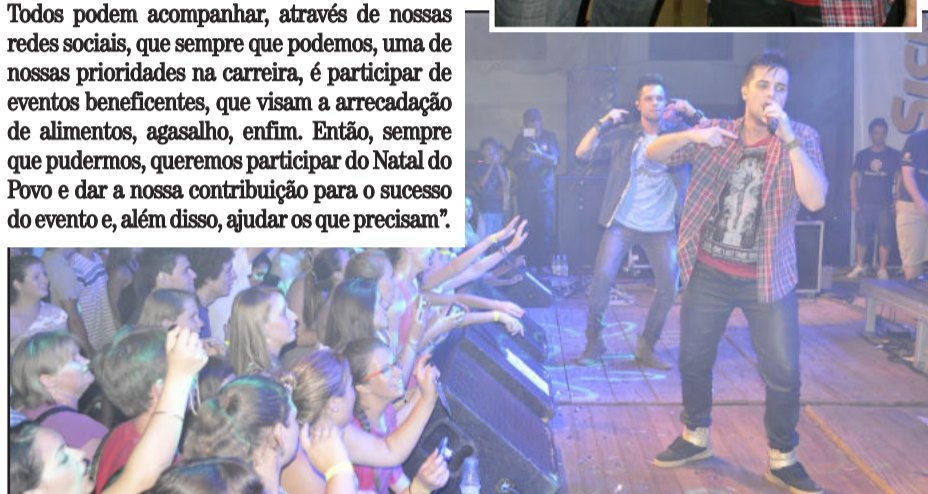 Todos podem acompanhar, através de nossas
redes sociais, que sempre que podemos, uma de
nossas prioridades na carreira, é participar de
eventos beneficentes, que visam a arrecadação
de alimentos, agasalho, enfim. Então, sempre
que pudermos, queremos participar do Natal do
Povo e dar a nossa contribuição para o sucesso
do evento e, além disso, ajudar os que precisam”.